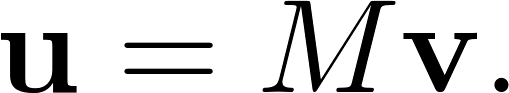 𝐮 = 𝑀𝐯.